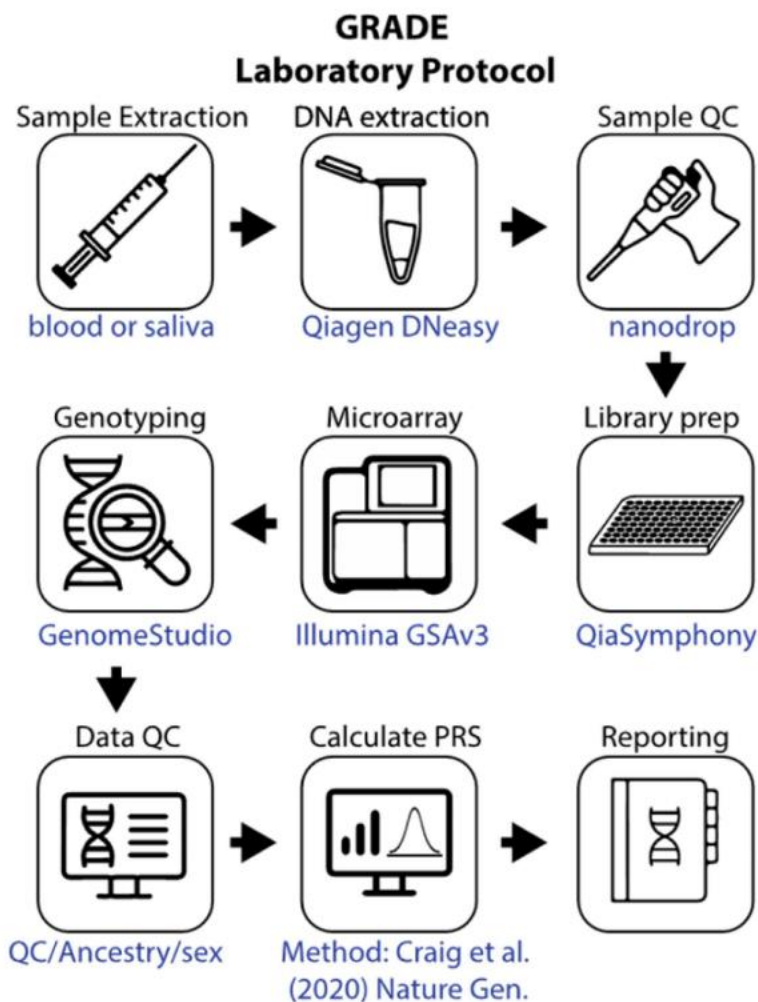 GRADE
Laboratory Protocol
Sample Extraction
blood or saliva
DNA extraction
Qiagen DNeasy
Sample QC
nanodrop
Library prep
QiaSymphony
Microarray
Illumina GSAv3
Genotyping
GenomeStudio
Data QC
QC/Ancestry/sex
Calculate PRS
Method: Craig et al.
(2020) Nature Gen.
Reporting